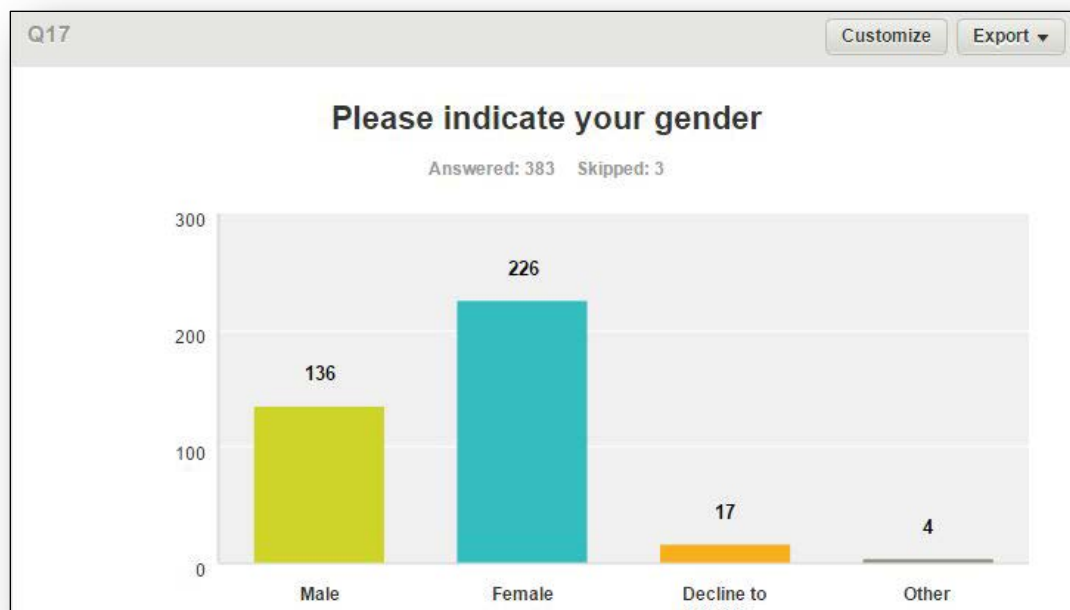 Q17
Customize
Export
Please indicate your gender
Answered: 383 Skipped: 3
300
200
100
0
136
226
17
4
Male
Female
Decline to
Other